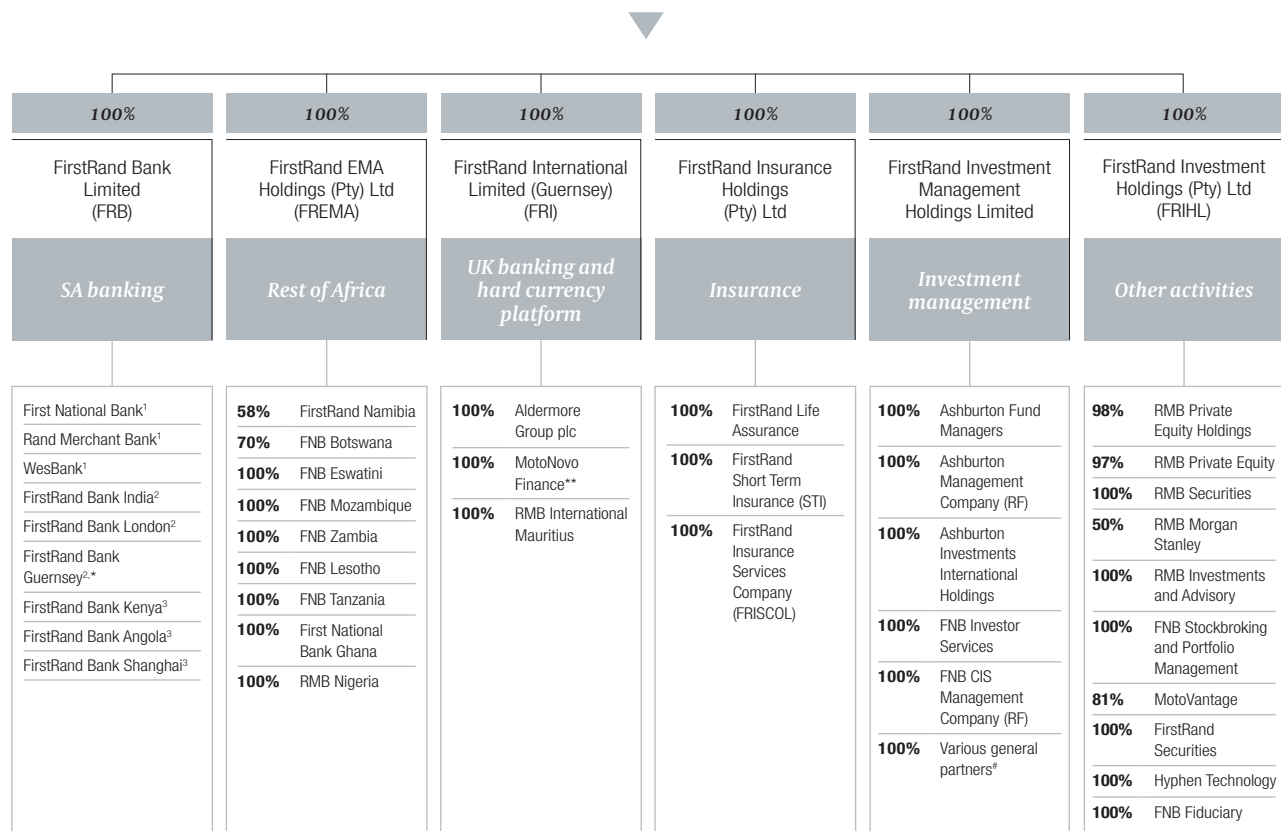 100%
FirstRand Bank
Limited
(FRB)
SA banking
First National Bank¹
Rand Merchant Bank¹
WesBank¹
FirstRand Bank India²
FirstRand Bank London²
FirstRand Bank
Guernsey²,*
FirstRand Bank Kenya³
FirstRand Bank Angola³
FirstRand Bank Shanghai³
100%
FirstRand EMA
Holdings (Pty) Ltd
(FREMA)
Rest of Africa
58% FirstRand Namibia
70% FNB Botswana
100% FNB Eswatini
100% FNB Mozambique
100% FNB Zambia
100% FNB Lesotho
100% FNB Tanzania
100% First National
Bank Ghana
100% RMB Nigeria
100%
FirstRand International
Limited (Guernsey)
(FRI)
UK banking and
hard currency
platform
100% Aldermore
Group plc
100% MotoNovo
Finance**
100% RMB International
Mauritius
100%
FirstRand Insurance
Holdings
(Pty) Ltd
Insurance
100% FirstRand Life
Assurance
100% FirstRand
Short Term
Insurance (STI)
100% FirstRand
Insurance
Services
Company
(FRISCOL)
100%
FirstRand Investment
Management
Holdings Limited
Investment
management
100% Ashburton Fund
Managers
100% Ashburton
Management
Company (RF)
100% Ashburton
Investments
International
Holdings
100% FNB Investor
Services
100% FNB CIS
Management
Company (RF)
100% Various general
partners#
100%
FirstRand Investment
Holdings (Pty) Ltd
(FRIHL)
Other activities
98% RMB Private
Equity Holdings
97% RMB Private Equity
100% RMB Securities
50% RMB Morgan
Stanley
100% RMB Investments
and Advisory
100% FNB Stockbroking
and Portfolio
Management
81% MotoVantage
100% FirstRand
Securities
100% Hyphen Technology
100% FNB Fiduciary